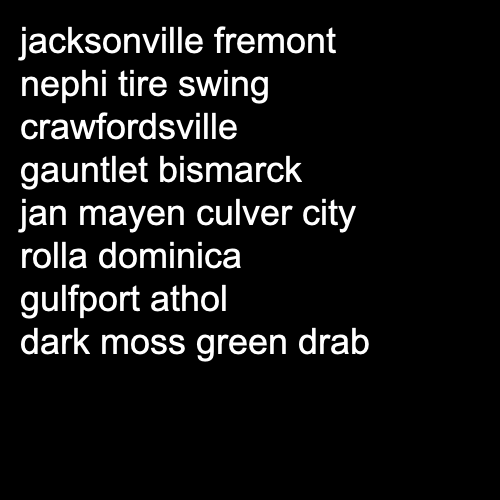 jacksonville fremont
nephi tire swing
crawfordsville
gauntlet bismarck
jan mayen culver city
rolla dominica
gulfport athol
dark moss green drab